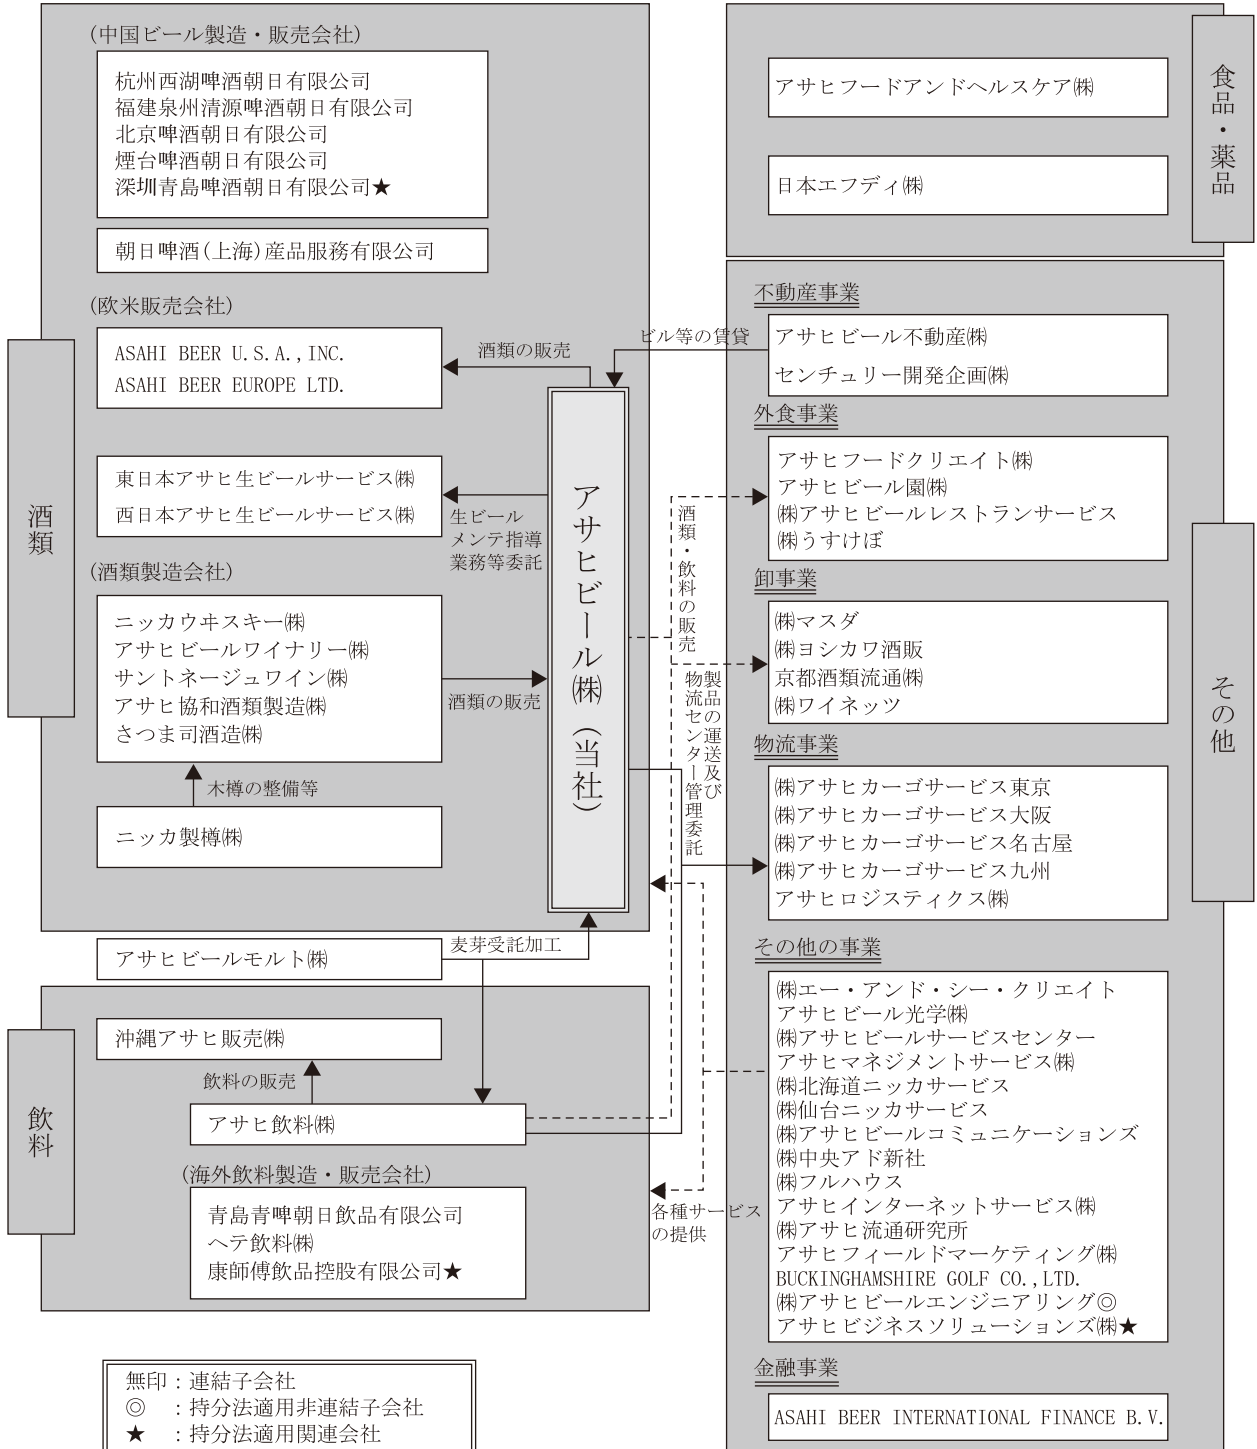 (中国ビール製造・販売会社)
杭州西湖啤酒朝日有限公司
福建泉州清源啤酒朝日有限公司
北京啤酒朝日有限公司
煙台啤酒朝日有限公司
深圳青島啤酒朝日有限公司★
朝日啤酒(上海)産品服務有限公司
(欧米販売会社)
ASAHI BEER U.S.A.,INC.
ASAHI BEER EUROPE LTD.
酒類の販売
東日本アサヒ生ビールサービス㈱
西日本アサヒ生ビールサービス㈱
生ビール
メンテ指導
業務等委託
酒類
(酒類製造会社)
ニッカウヰスキー㈱
アサヒビールワイナリー㈱
サントネージュワイン㈱
アサヒ協和酒類製造㈱
さつま司酒造㈱
酒類の販売
木樽の整備等
ニッカ製樽㈱
アサヒビール㈱(当社)
アサヒビールモルト㈱
麦芽受託加工
飲料
沖縄アサヒ販売㈱
飲料の販売
アサヒ飲料㈱
(海外飲料製造・販売会社)
青島青啤朝日飲品有限公司
ヘテ飲料㈱
康師傅飲品控股有限公司★
ビル等の賃貸
酒類・飲料の販売
製品の運送及び
物流センター管理委託
各種サービス
の提供
食品・薬品
アサヒフードアンドヘルスケア㈱
日本エフディ㈱
その他
不動産事業
アサヒビール不動産㈱
センチュリー開発企画㈱
外食事業
アサヒフードクリエイト㈱
アサヒビール園㈱
㈱アサヒビールレストランサービス
㈱うすけぼ
卸事業
㈱マスダ
㈱ヨシカワ酒販
京都酒類流通㈱
㈱ワイネッツ
物流事業
㈱アサヒカーゴサービス東京
㈱アサヒカーゴサービス大阪
㈱アサヒカーゴサービス名古屋
㈱アサヒカーゴサービス九州
アサヒロジスティクス㈱
その他の事業
㈱エー・アンド・シー・クリエイト
アサヒビール光学㈱
㈱アサヒビールサービスセンター
アサヒマネジメントサービス㈱
㈱北海道ニッカサービス
㈱仙台ニッカサービス
㈱アサヒビールコミュニケーションズ
㈱中央アド新社
㈱フルハウス
アサヒインターネットサービス㈱
㈱アサヒ流通研究所
アサヒフィールドマーケティング㈱
BUCKINGHAMSHIRE GOLF CO.,LTD.
㈱アサヒビールエンジニアリング◎
アサヒビジネスソリューションズ㈱★
金融事業
ASAHI BEER INTERNATIONAL FINANCE B.V.
無印：連結子会社
◎　：持分法適用非連結子会社
★　：持分法適用関連会社